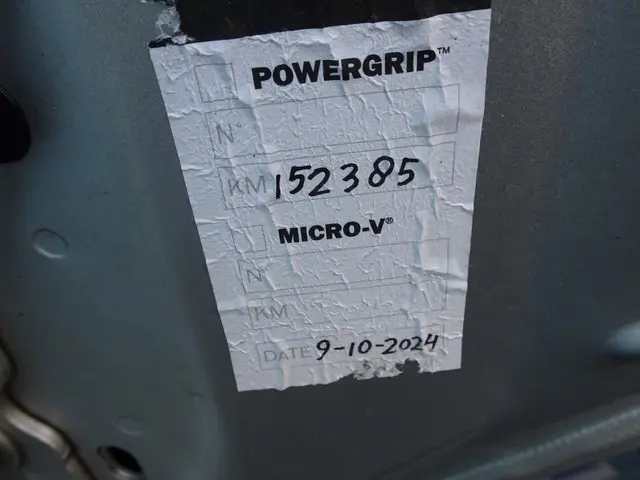 POWERGRIP™
N°
KM 152385
MICRO-V®
N
KM
DATE 9-10-2024